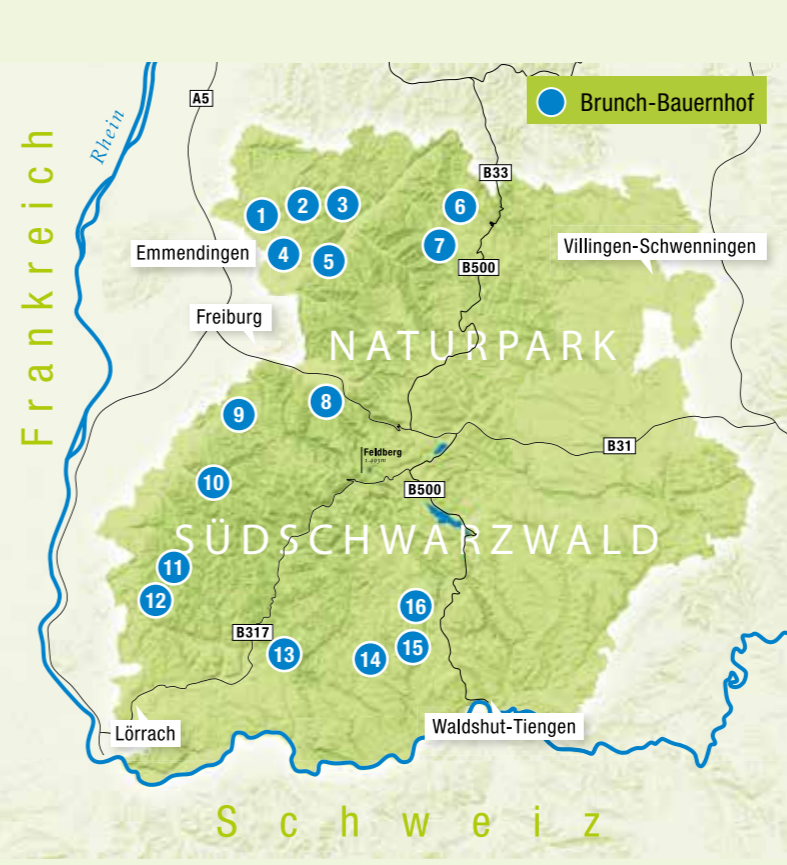 Brunch-Bauernhof
Frankreich
Rhein
A5
B33
1
2
3
6
4
5
7
Emmendingen
Villingen-Schwenningen
B500
Freiburg
NATURPARK
8
9
B31
Feldberg
10
B500
SÜDSCHWARZWALD
11
12
16
B317
13
14
15
Lörrach
Waldshut-Tiengen
Schweiz